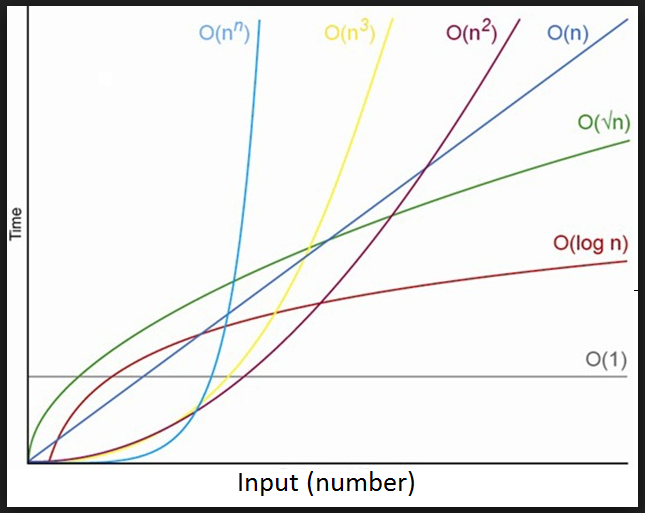 O(nⁿ)
O(n³)
O(n²)
O(n)
O(√n)
O(log n)
O(1)
Time
Input (number)